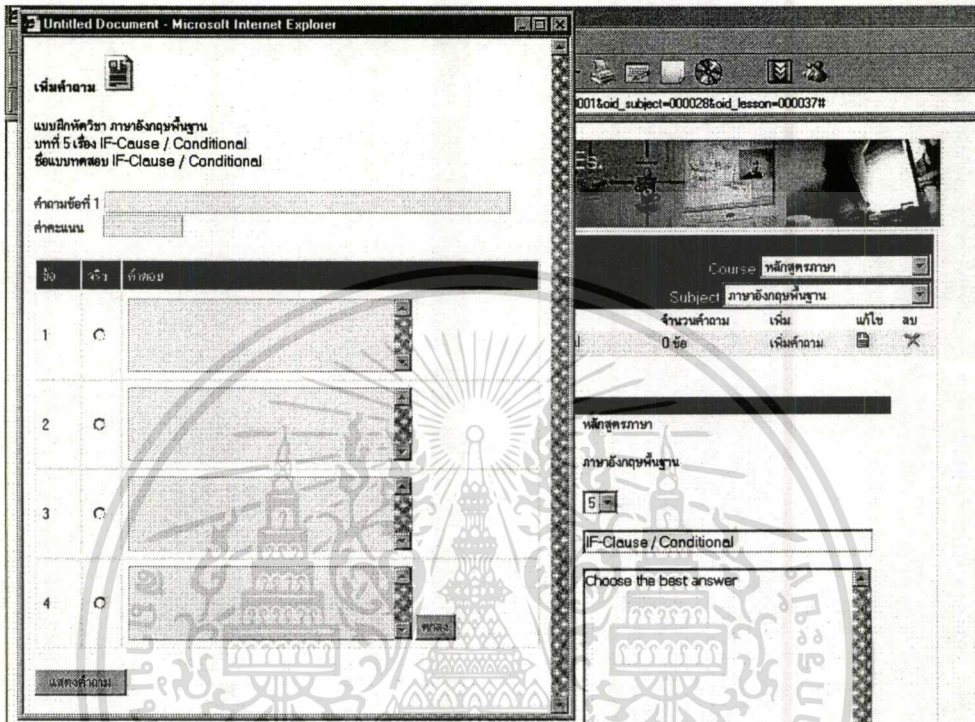 Untitled Document - Microsoft Internet Explorer
เพิ่มคำถาม
แบบฝึกหัดวิชา ภาษาอังกฤษพื้นฐาน
บทที่ 5 เรื่อง IF-Cause / Conditional
ชื่อแบบทดสอบ IF-Clause / Conditional
คำถามข้อที่ 1
ค่าคะแนน
ข้อ จริง คำตอบ
1
2
3
4
ตกลง
แสดงคำถาม
0001&oid_subject=000028&oid_lesson=000037#
Course หลักสูตรภาษา
Subject ภาษาอังกฤษพื้นฐาน
จำนวนคำถาม เพิ่ม แก้ไข ลบ
0 ข้อ เพิ่มคำถาม
หลักสูตรภาษา
ภาษาอังกฤษพื้นฐาน
5
IF-Clause / Conditional
Choose the best answer